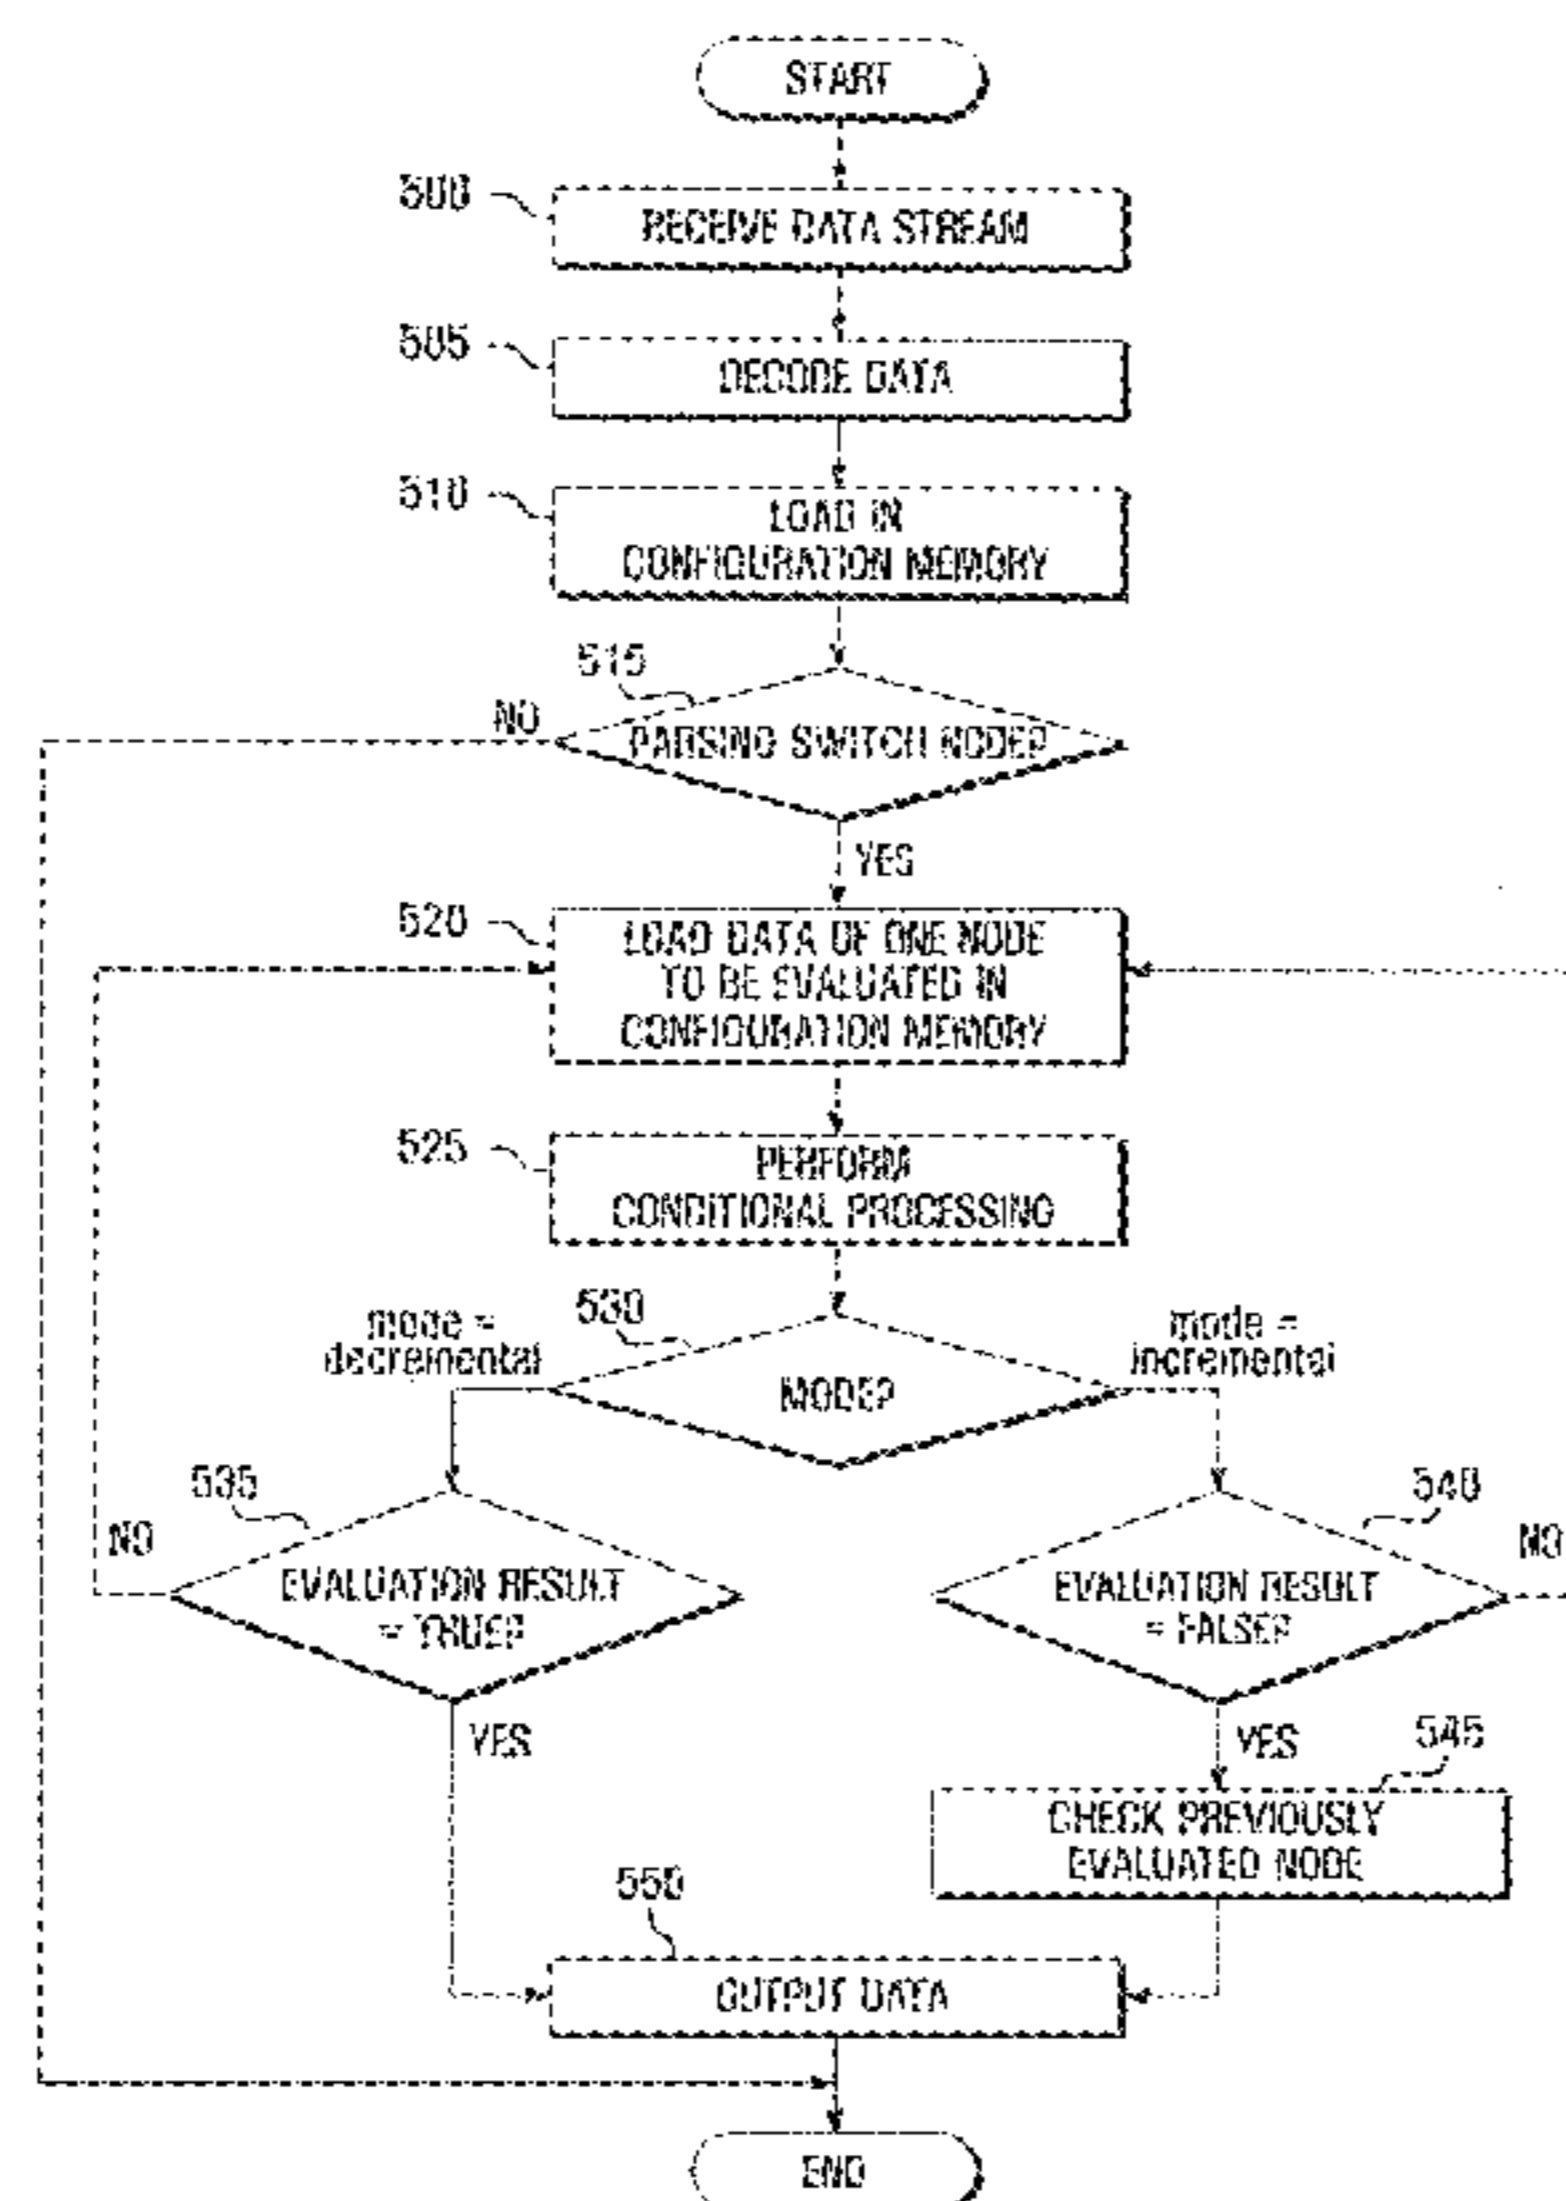 START
500
RECEIVE DATA STREAM
505
DECODE DATA
510
LOAD IN
CONFIGURATION MEMORY
515
NO
PARSING SWITCH NODE?
YES
520
LOAD DATA OF ONE NODE
TO BE EVALUATED IN
CONFIGURATION MEMORY
525
PERFORM
CONDITIONAL PROCESSING
530
mode =
decremental
mode =
incremental
MODE?
535
540
NO
NO
EVALUATION RESULT
= TRUE?
EVALUATION RESULT
= FALSE?
YES
YES
545
CHECK PREVIOUSLY
EVALUATED NODE
550
OUTPUT DATA
END